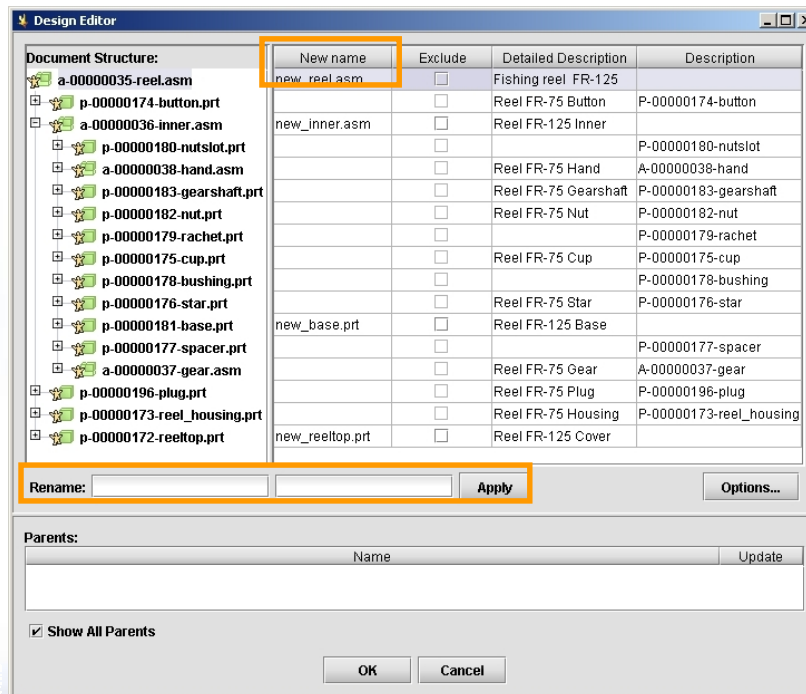 Design Editor
Document Structure: New name Exclude Detailed Description Description
a-00000035-reel.asm new_reel.asm Fishing reel FR-125
p-00000174-button.prt Reel FR-75 Button P-00000174-button
a-00000036-inner.asm new_inner.asm Reel FR-125 Inner
p-00000180-nutslot.prt P-00000180-nutslot
a-00000038-hand.asm Reel FR-75 Hand A-00000038-hand
p-00000183-gearshaft.prt Reel FR-75 Gearshaft P-00000183-gearshaft
p-00000182-nut.prt Reel FR-75 Nut P-00000182-nut
p-00000179-rachet.prt P-00000179-rachet
p-00000175-cup.prt Reel FR-75 Cup P-00000175-cup
p-00000178-bushing.prt P-00000178-bushing
p-00000176-star.prt Reel FR-75 Star P-00000176-star
p-00000181-base.prt new_base.prt Reel FR-125 Base
p-00000177-spacer.prt P-00000177-spacer
a-00000037-gear.asm Reel FR-75 Gear A-00000037-gear
p-00000196-plug.prt Reel FR-75 Plug P-00000196-plug
p-00000173-reel_housing.prt Reel FR-75 Housing P-00000173-reel_housing
p-00000172-reeltop.prt new_reeltop.prt Reel FR-125 Cover
Rename: Apply Options...
Parents:
Name Update
Show All Parents
OK Cancel